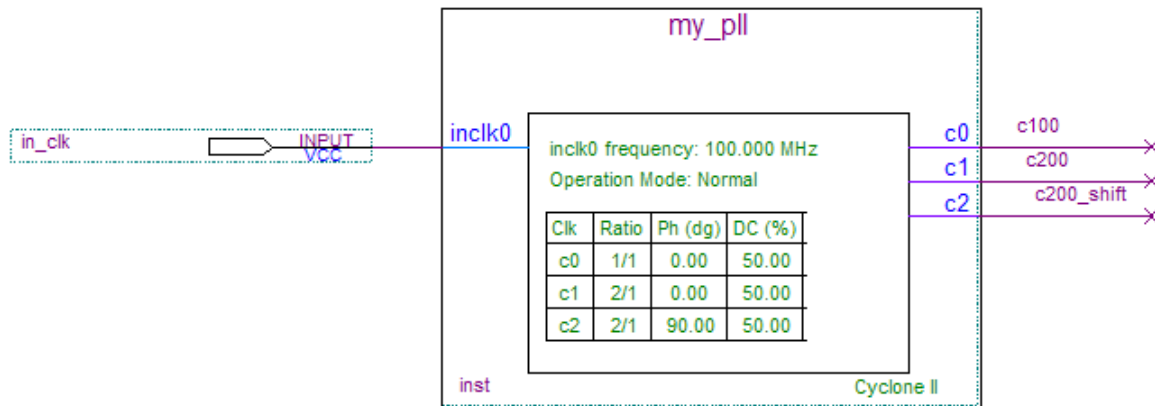 my_pll
in_clk INPUT VCC inclk0
c0 c100
c1 c200
c2 c200_shift
inclk0 frequency: 100.000 MHz
Operation Mode: Normal
Clk Ratio Ph (dg) DC (%)
c0 1/1 0.00 50.00
c1 2/1 0.00 50.00
c2 2/1 90.00 50.00
inst Cyclone II